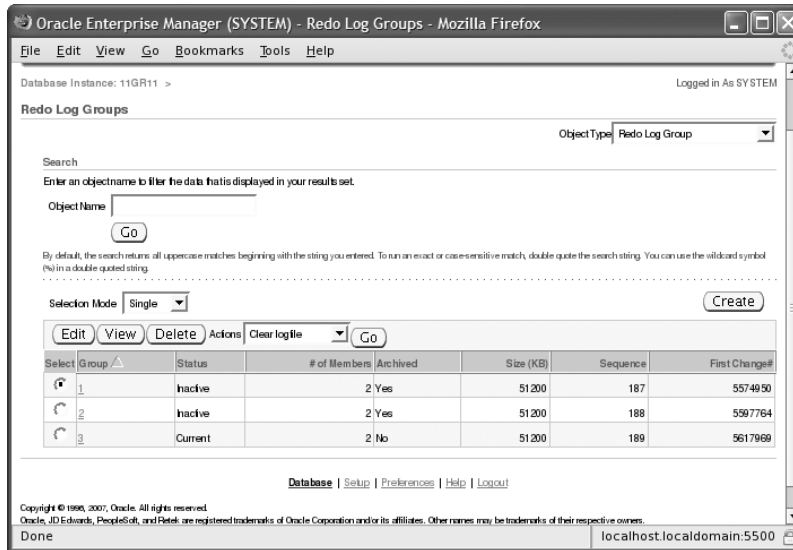 Oracle Enterprise Manager (SYSTEM) - Redo Log Groups - Mozilla Firefox
File Edit View Go Bookmarks Tools Help
Database Instance: 11GR11 >
Logged in As SYSTEM
Redo Log Groups
Object Type Redo Log Group
Search
Enter an object name to filter the data that is displayed in your results set.
Object Name
Go
By default, the search returns all uppercase matches beginning with the string you entered. To run an exact or case-sensitive match, double quote the search string. You can use the wildcard symbol
(%) in a double quoted string.
Selection Mode Single
Create
Edit View Delete Actions Clear logfile Go
Select Group Status # of Members Archived Size (KB) Sequence First Change#
1 Inactive 2 Yes 51200 187 5574950
2 Inactive 2 Yes 51200 188 5597764
3 Current 2 No 51200 189 5617969
Database | Setup | Preferences | Help | Logout
Copyright © 1996, 2007, Oracle. All rights reserved.
Oracle, JD Edwards, PeopleSoft, and Retek are registered trademarks of Oracle Corporation and/or its affiliates. Other names may be trademarks of their respective owners.
Done
localhost.localdomain:5500